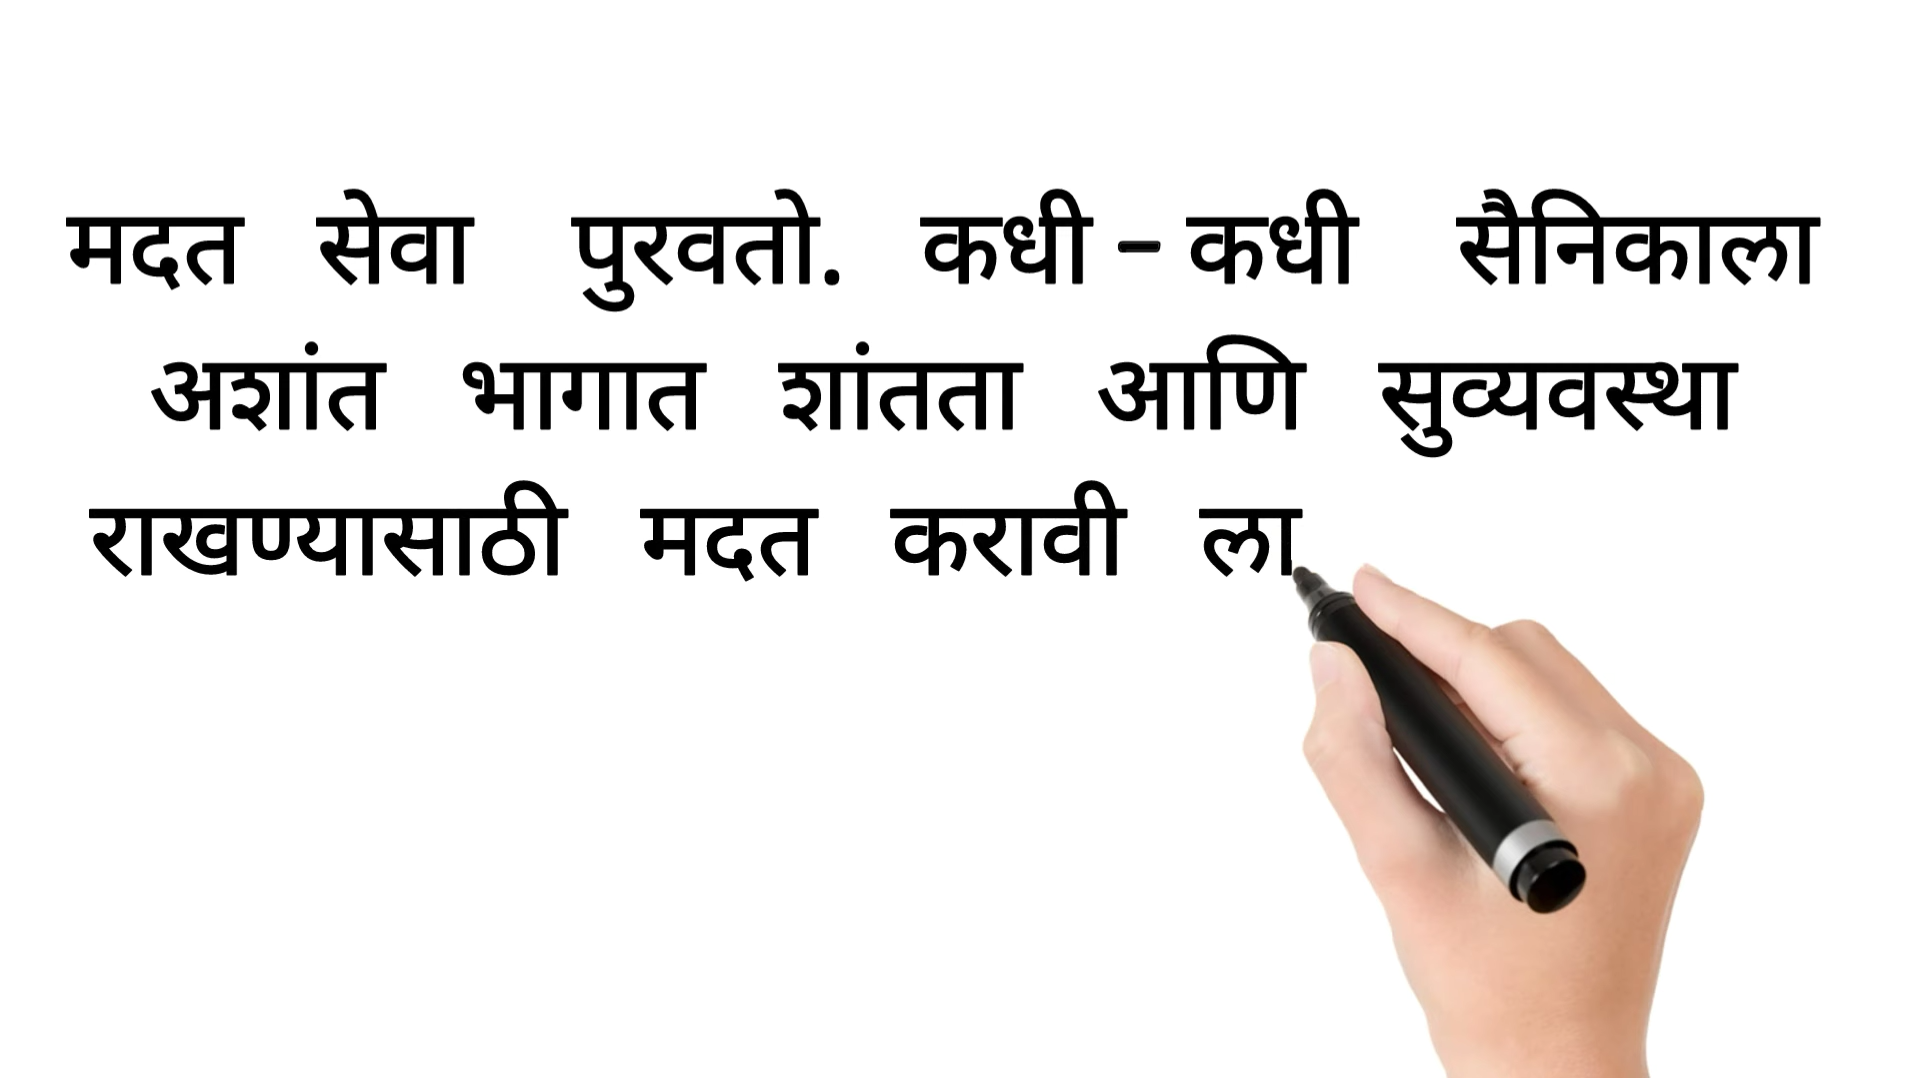 मदत सेवा पुरवतो. कधी - कधी सैनिकाला
अशांत भागात शांतता आणि सुव्यवस्था
राखण्यासाठी मदत करावी ला